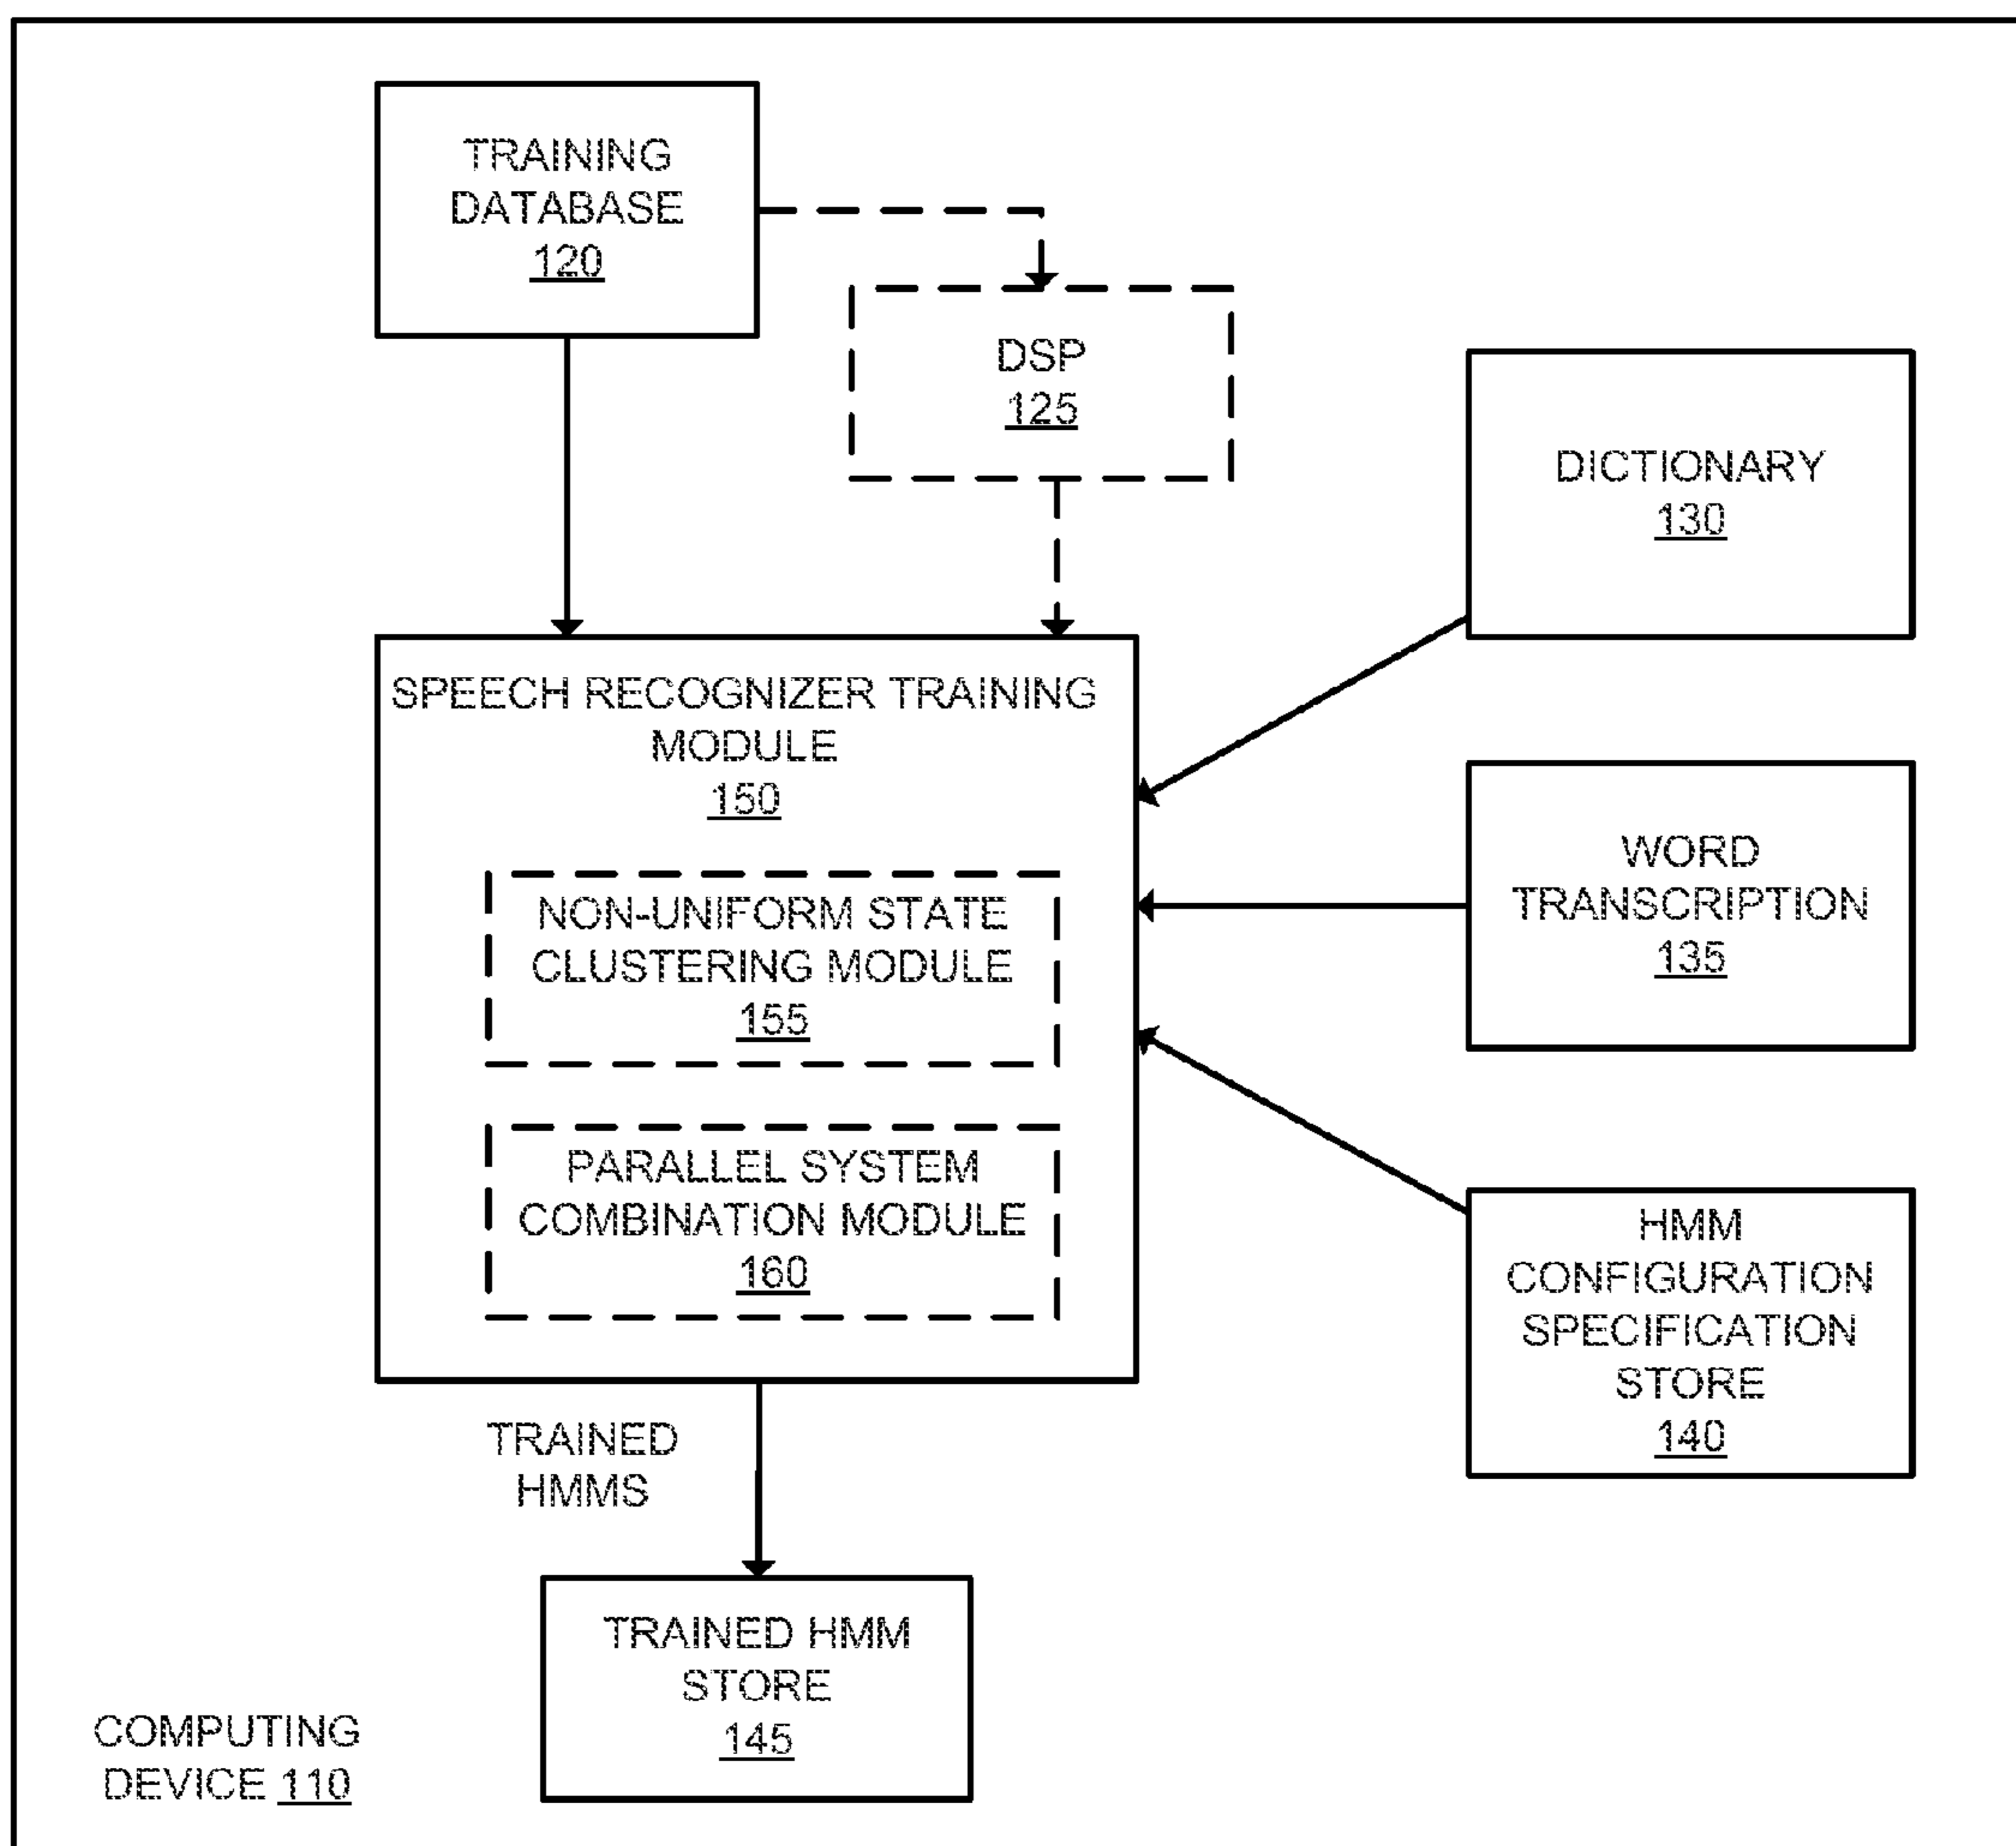 TRAINING
DATABASE
120
DSP
125
DICTIONARY
130
SPEECH RECOGNIZER TRAINING
MODULE
150
WORD
TRANSCRIPTION
135
NON-UNIFORM STATE
CLUSTERING MODULE
155
PARALLEL SYSTEM
COMBINATION MODULE
160
HMM
CONFIGURATION
SPECIFICATION
STORE
140
TRAINED
HMMS
TRAINED HMM
STORE
145
COMPUTING
DEVICE 110